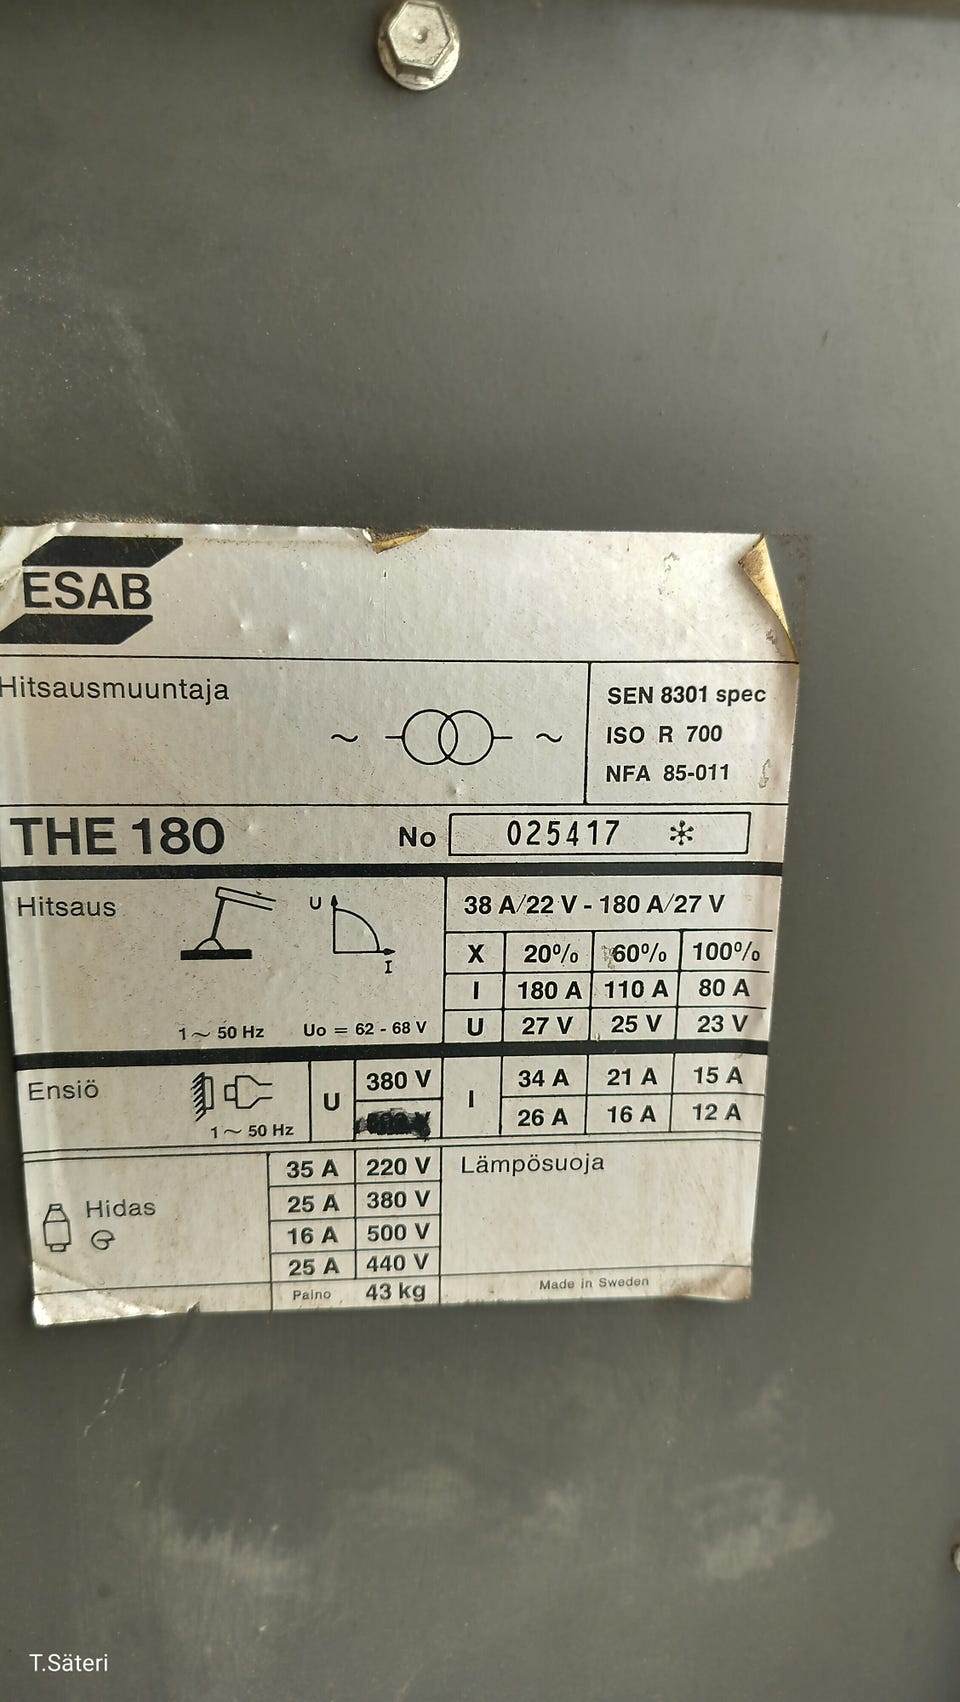 ESAB
Hitsausmuuntaja
~ ~
SEN 8301 spec
ISO R 700
NFA 85-011
THE 180 No 025417 *
Hitsaus
U
I
1 ~ 50 Hz Uo = 62 - 68 V
38 A/22 V - 180 A/27 V
X 20% 60% 100%
I 180 A 110 A 80 A
U 27 V 25 V 23 V
Ensiö
1 ~ 50 Hz
U 380 V I 34 A 21 A 15 A
V 26 A 16 A 12 A
Hidas
35 A 220 V
25 A 380 V
16 A 500 V
25 A 440 V
Paino 43 kg
Lämpösuoja
Made in Sweden
T.Säteri